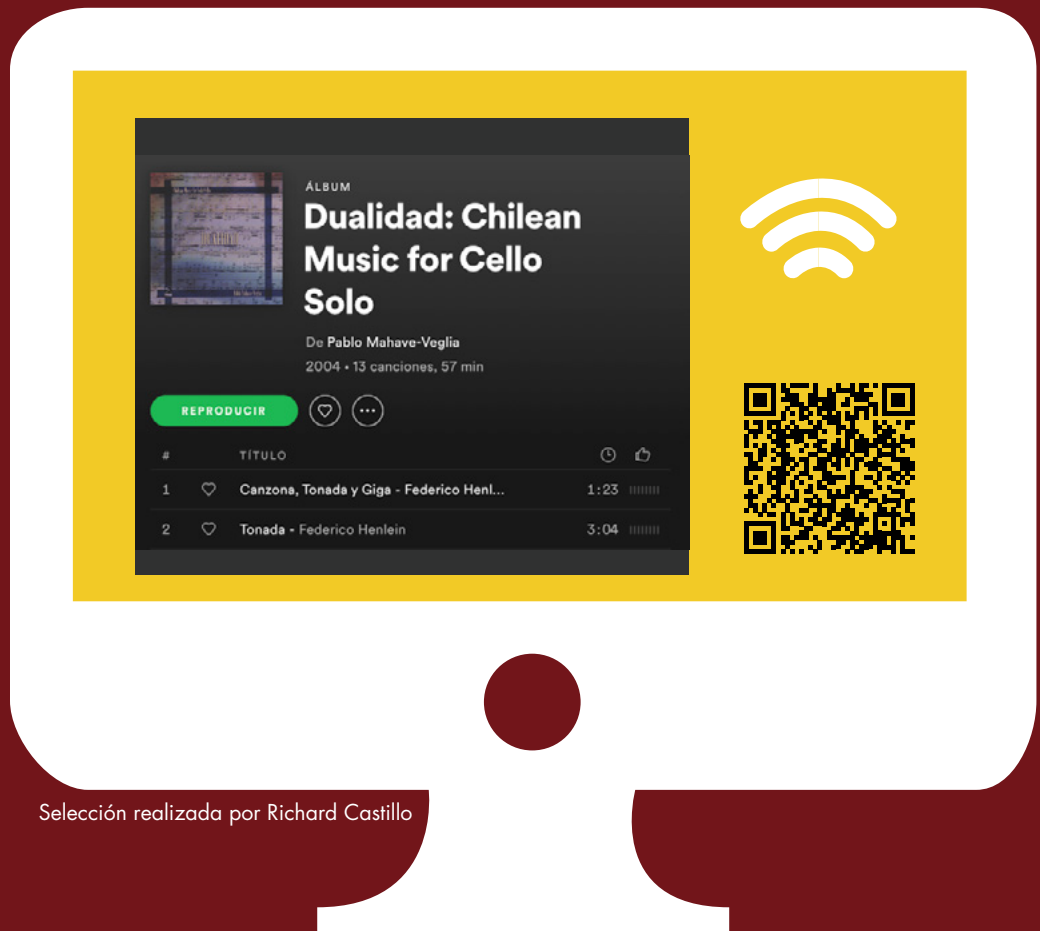 ÁLBUM
Dualidad: Chilean
Music for Cello
Solo
De Pablo Mahave-Veglia
2004 • 13 canciones, 57 min
REPRODUCIR
# TÍTULO
1 Canzona, Tonada y Giga - Federico Henl... 1:23
2 Tonada - Federico Henlein 3:04
Selección realizada por Richard Castillo